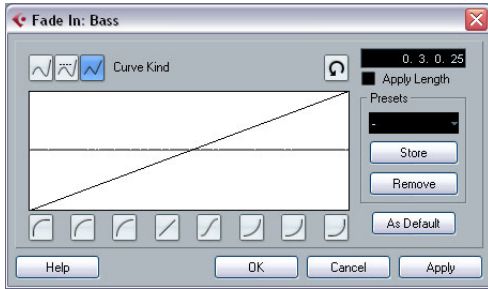 Fade In: Bass
Curve Kind
0. 3. 0. 25
Apply Length
Presets
-
Store
Remove
As Default
Help
OK
Cancel
Apply